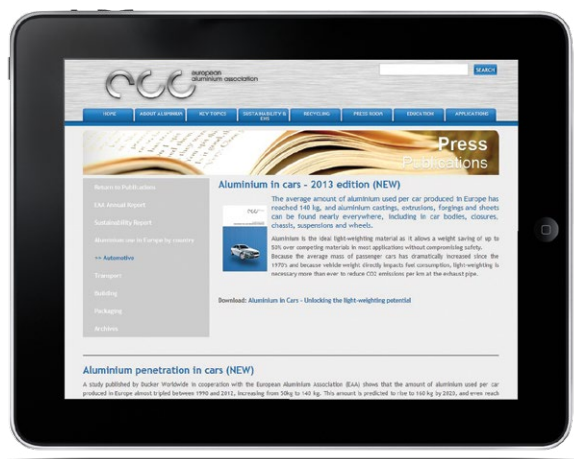 european
aluminium association
SEARCH
HOME
ABOUT ALUMINIUM
KEY TOPICS
SUSTAINABILITY &
EHS
RECYCLING
PRESS ROOM
EDUCATION
APPLICATIONS
Press
Publications
Return to Publications
EAA Annual Report
Sustainability Report
Aluminium use in Europe by country
>> Automotive
Transport
Building
Packaging
Archives
Aluminium in cars - 2013 edition (NEW)
The average amount of aluminium used per car produced in Europe has
reached 140 kg, and aluminium castings, extrusions, forgings and sheets
can be found nearly everywhere, including in car bodies, closures,
chassis, suspensions and wheels.
Aluminium is the ideal light-weighting material as it allows a weight saving of up to
50% over competing materials in most applications without compromising safety.
Because the average mass of passenger cars has dramatically increased since the
1970's and because vehicle weight directly impacts fuel consumption, light-weighting is
necessary more than ever to reduce CO2 emissions per km at the exhaust pipe.
Download: Aluminium in Cars - Unlocking the light-weighting potential
Aluminium penetration in cars (NEW)
A study published by Ducker Worldwide in cooperation with the European Aluminium Association (EAA) shows that the amount of aluminium used per car
produced in Europe almost tripled between 1990 and 2012, increasing from 50kg to 140 kg. This amount is predicted to rise to 160 kg by 2020, and even reach